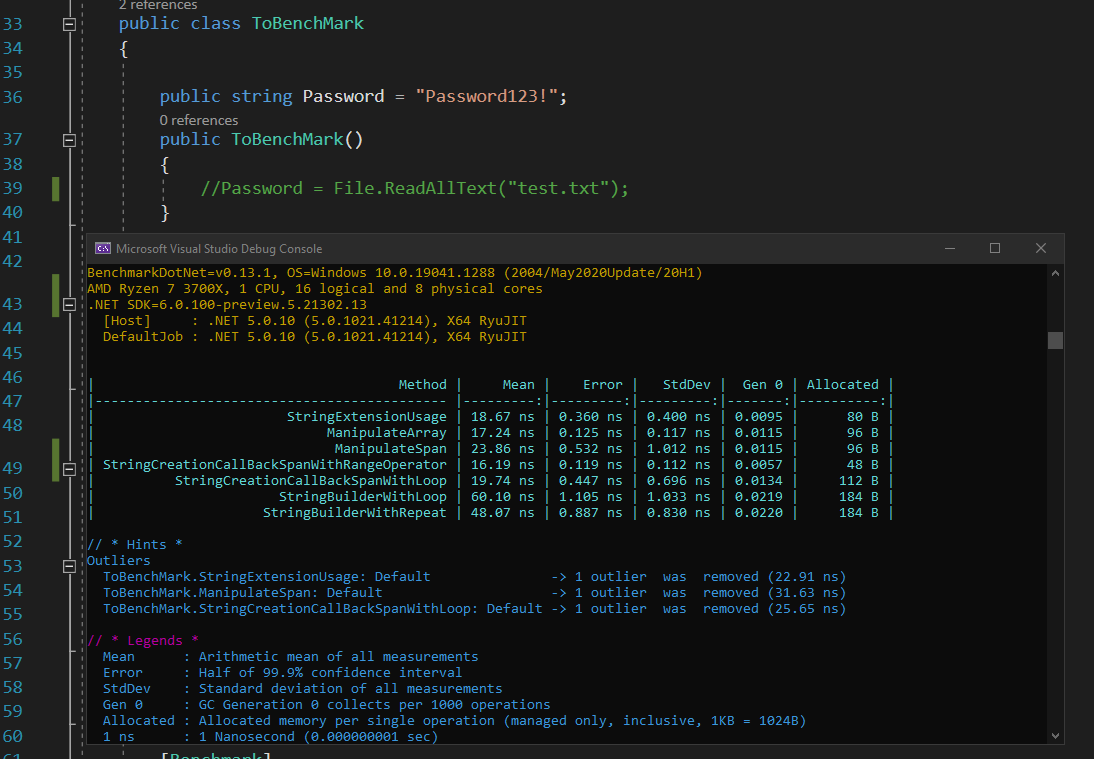 2 references
33 public class ToBenchMark
34 {
35
36 public string Password = "Password123!";
0 references
37 public ToBenchMark()
38 {
39 //Password = File.ReadAllText("test.txt");
40 }
41
42
43
44
45
46
47
48
49
50
51
52
53
54
55
56
57
58
59
60
61 [Benchmark]
Microsoft Visual Studio Debug Console
BenchmarkDotNet=v0.13.1, OS=Windows 10.0.19041.1288 (2004/May2020Update/20H1)
AMD Ryzen 7 3700X, 1 CPU, 16 logical and 8 physical cores
.NET SDK=6.0.100-preview.5.21302.13
[Host] : .NET 5.0.10 (5.0.1021.41214), X64 RyuJIT
DefaultJob : .NET 5.0.10 (5.0.1021.41214), X64 RyuJIT
| Method | Mean | Error | StdDev | Gen 0 | Allocated |
|-------------------------------------------- |---------:|---------:|---------:|-------:|----------:|
| StringExtensionUsage | 18.67 ns | 0.360 ns | 0.400 ns | 0.0095 | 80 B |
| ManipulateArray | 17.24 ns | 0.125 ns | 0.117 ns | 0.0115 | 96 B |
| ManipulateSpan | 23.86 ns | 0.532 ns | 1.012 ns | 0.0115 | 96 B |
| StringCreationCallBackSpanWithRangeOperator | 16.19 ns | 0.119 ns | 0.112 ns | 0.0057 | 48 B |
| StringCreationCallBackSpanWithLoop | 19.74 ns | 0.447 ns | 0.696 ns | 0.0134 | 112 B |
| StringBuilderWithLoop | 60.10 ns | 1.105 ns | 1.033 ns | 0.0219 | 184 B |
| StringBuilderWithRepeat | 48.07 ns | 0.887 ns | 0.830 ns | 0.0220 | 184 B |
// * Hints *
Outliers
ToBenchMark.StringExtensionUsage: Default -> 1 outlier was removed (22.91 ns)
ToBenchMark.ManipulateSpan: Default -> 1 outlier was removed (31.63 ns)
ToBenchMark.StringCreationCallBackSpanWithLoop: Default -> 1 outlier was removed (25.65 ns)
// * Legends *
Mean : Arithmetic mean of all measurements
Error : Half of 99.9% confidence interval
StdDev : Standard deviation of all measurements
Gen 0 : GC Generation 0 collects per 1000 operations
Allocated : Allocated memory per single operation (managed only, inclusive, 1KB = 1024B)
1 ns : 1 Nanosecond (0.000000001 sec)